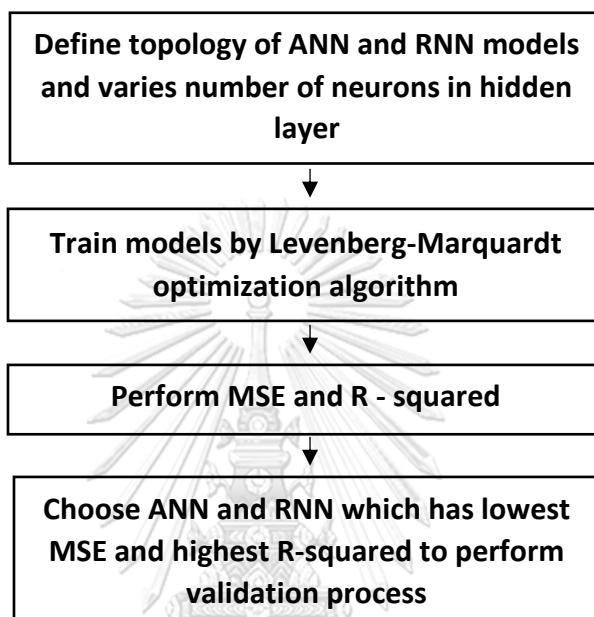 Define topology of ANN and RNN models
and varies number of neurons in hidden
layer
Train models by Levenberg-Marquardt
optimization algorithm
Perform MSE and R - squared
Choose ANN and RNN which has lowest
MSE and highest R-squared to perform
validation process